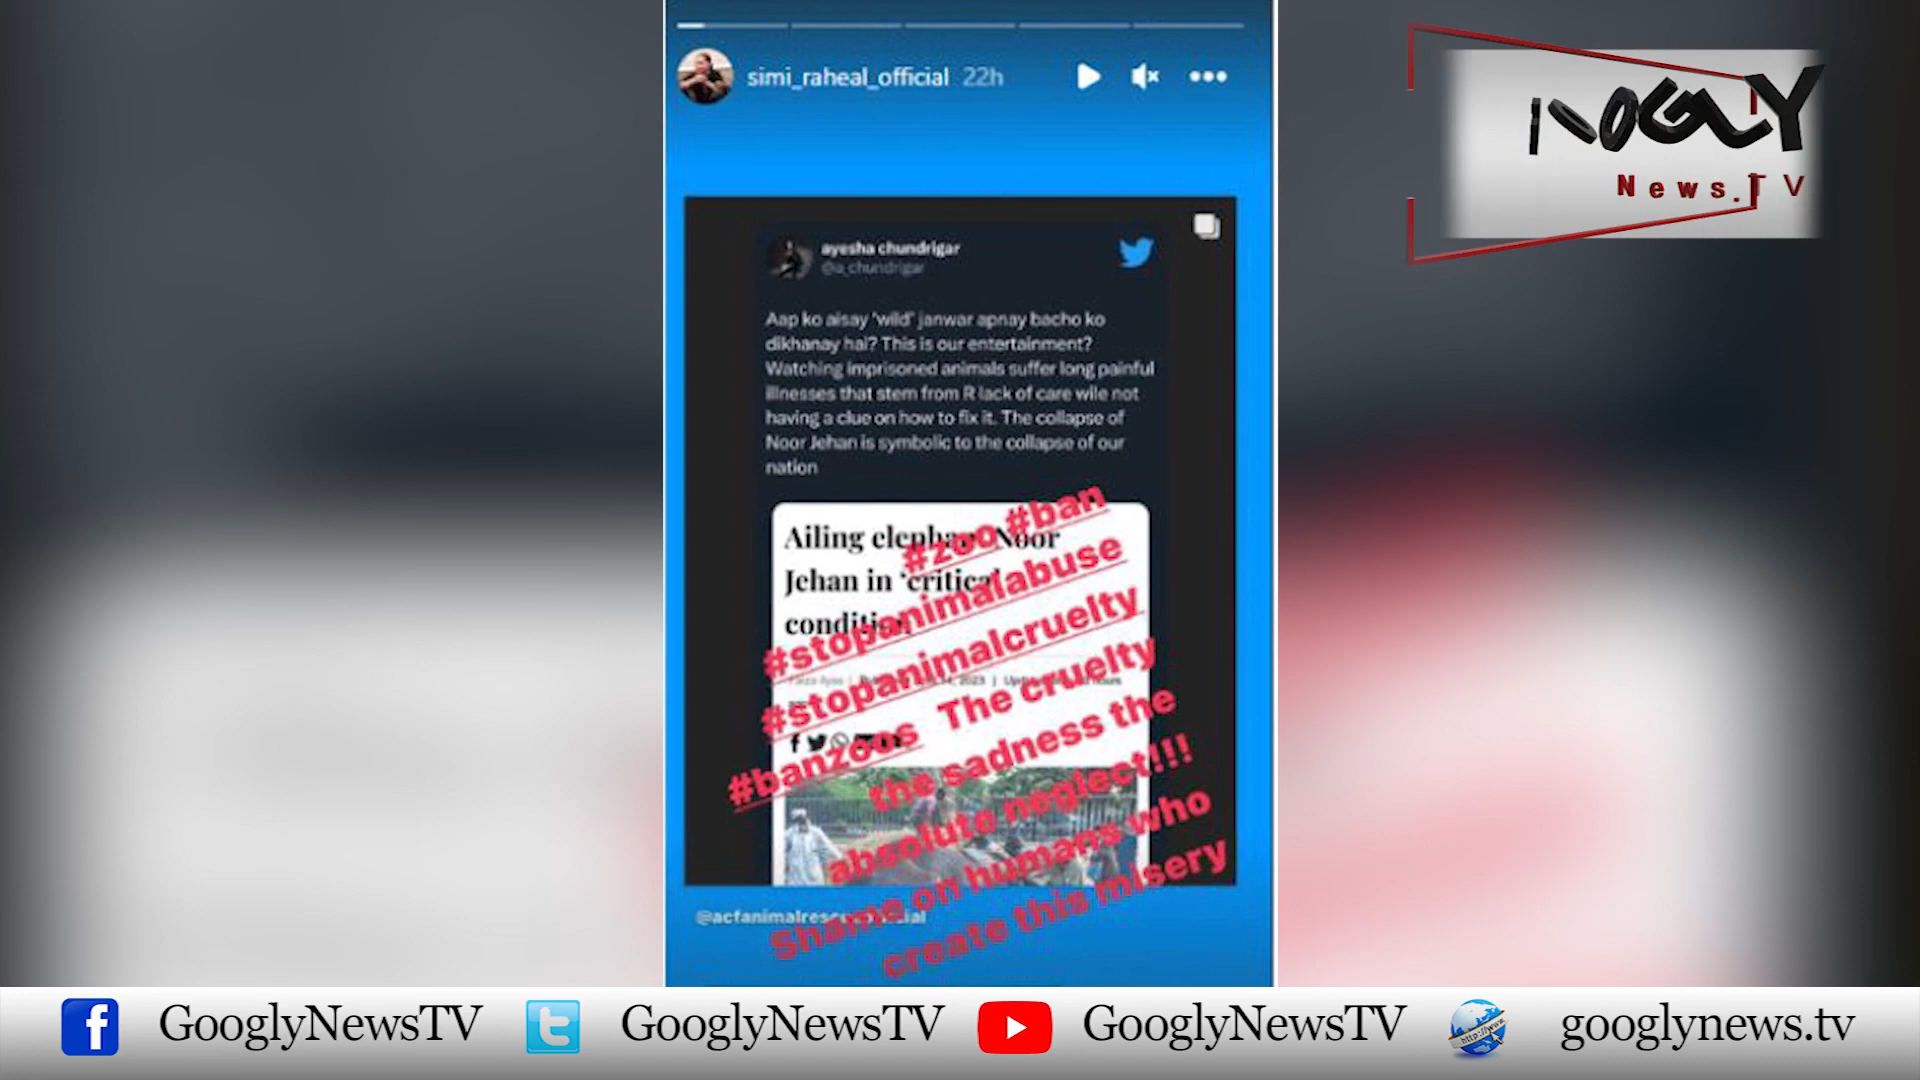 simi_raheal_official 22h
GOOGLY
News.TV
ayesha chundrigar
@a_chundrigar
Aap ko aisay 'wild' janwar apnay bacho ko
dikhanay hai? This is our entertainment?
Watching imprisoned animals suffer long painful
illnesses that stem from R lack of care wile not
having a clue on how to fix it. The collapse of
Noor Jehan is symbolic to the collapse of our
nation
Ailing elephant Noor
Jehan in 'critical'
condition
2023 |
#zoo #ban
#stopanimalabuse
#stopanimalcruelty
#banzoos The cruelty
the sadness the
absolute neglect!!!
Shame on humans who
create this misery
GooglyNewsTV GooglyNewsTV GooglyNewsTV googlynews.tv